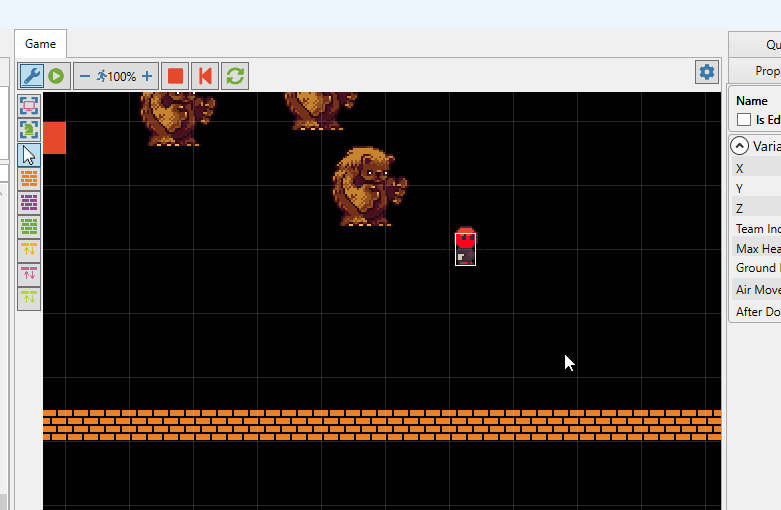 Game
100%
Qu
Prop
Name
Is Ed
Varia
X
Y
Z
Team Ind
Max Hea
Ground
Air Move
After Do